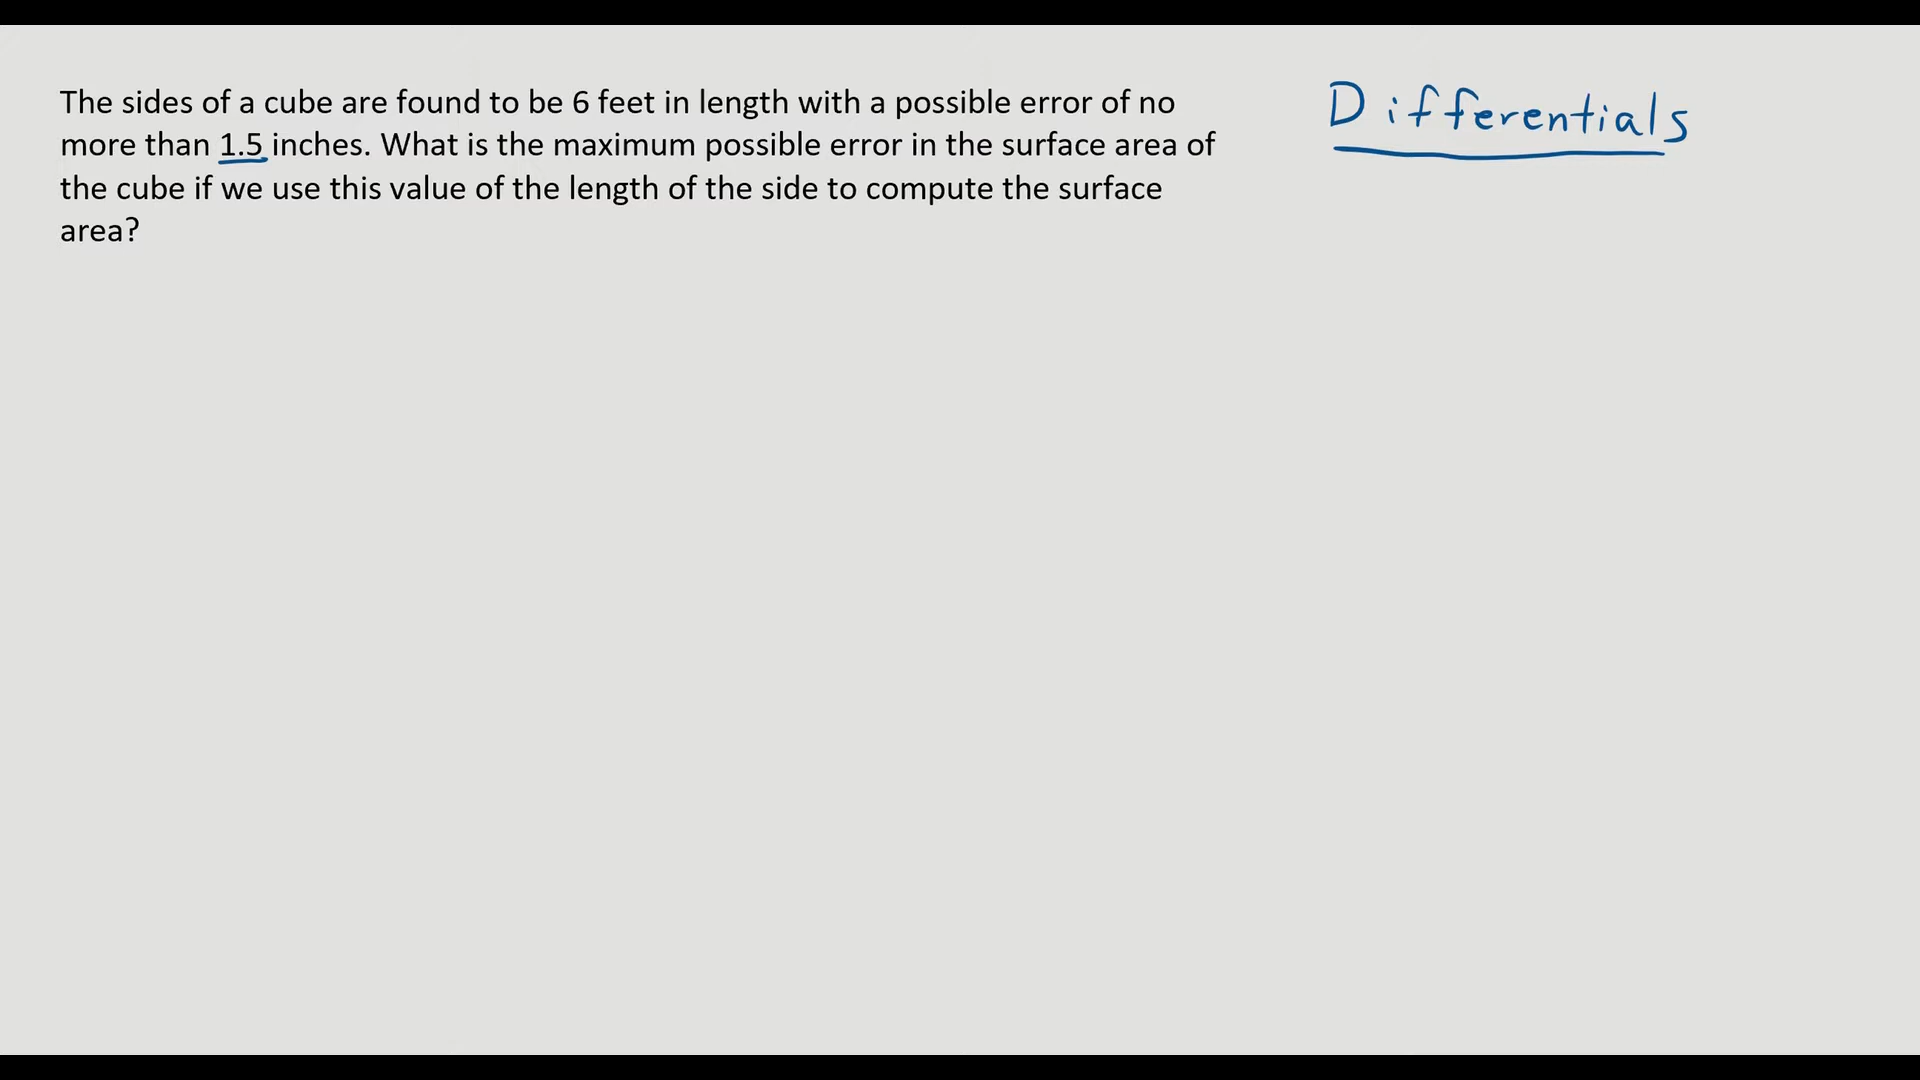 The sides of a cube are found to be 6 feet in length with a possible error of no
more than 1.5 inches. What is the maximum possible error in the surface area of
the cube if we use this value of the length of the side to compute the surface
area?
Differentials